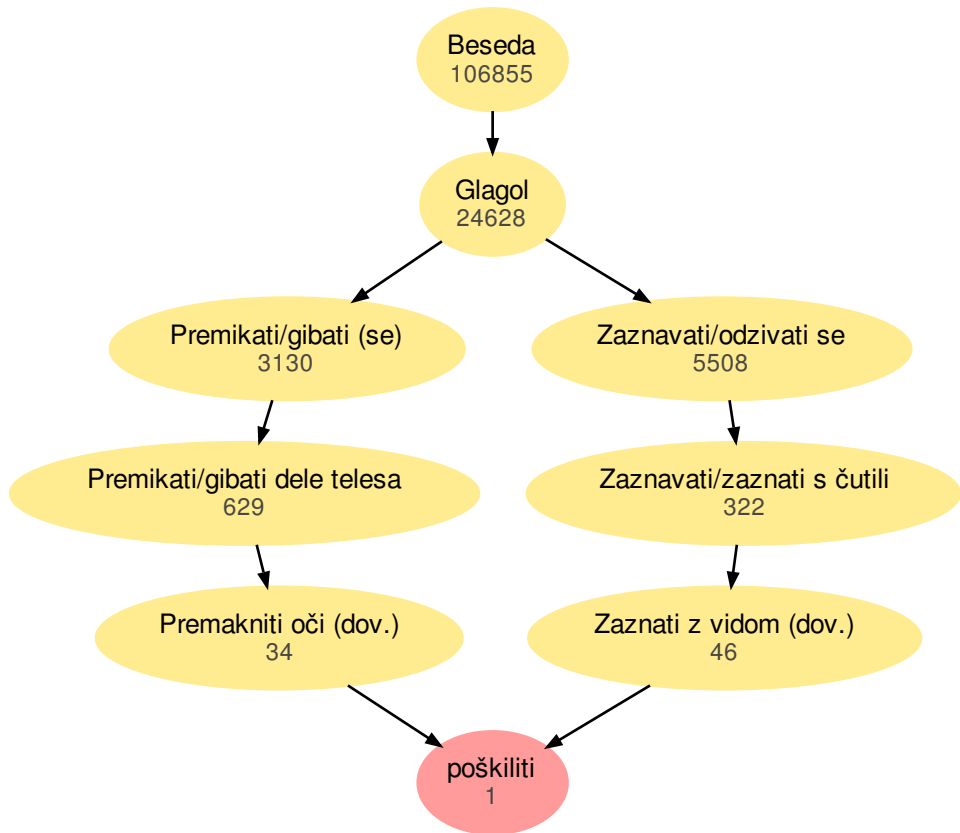 Beseda
106855
Glagol
24628
Premikati/gibati (se)
3130
Zaznavati/odzivati se
5508
Premikati/gibati dele telesa
629
Zaznavati/zaznati s čutili
322
Premakniti oči (dov.)
34
Zaznati z vidom (dov.)
46
poškiliti
1